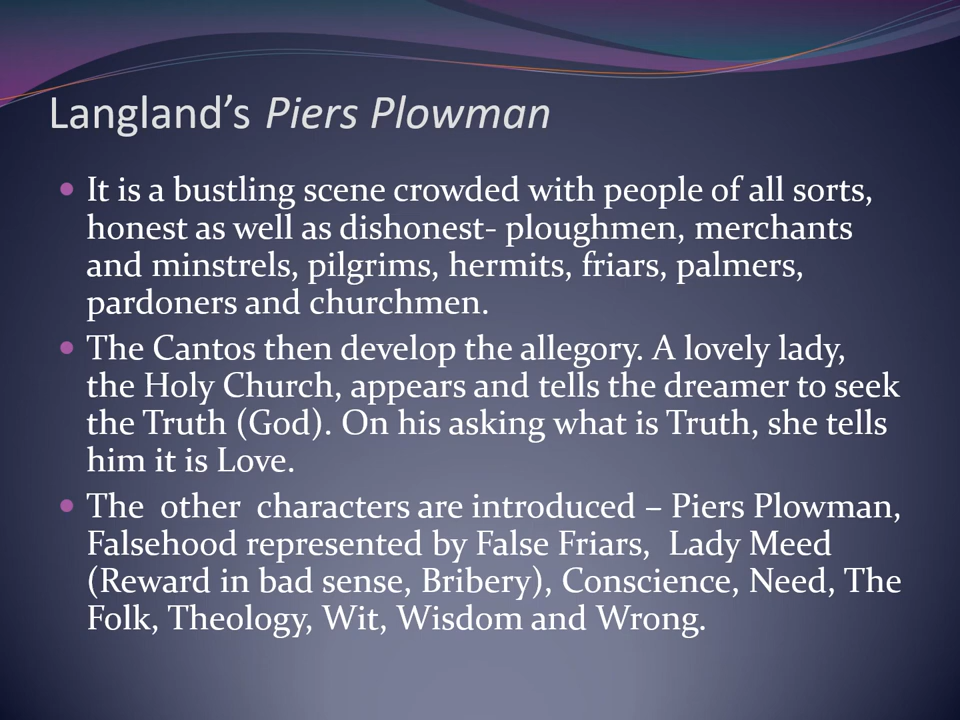 Langland’s Piers Plowman
• It is a bustling scene crowded with people of all sorts,
honest as well as dishonest- ploughmen, merchants
and minstrels, pilgrims, hermits, friars, palmers,
pardoners and churchmen.
• The Cantos then develop the allegory. A lovely lady,
the Holy Church, appears and tells the dreamer to seek
the Truth (God). On his asking what is Truth, she tells
him it is Love.
• The other characters are introduced – Piers Plowman,
Falsehood represented by False Friars, Lady Meed
(Reward in bad sense, Bribery), Conscience, Need, The
Folk, Theology, Wit, Wisdom and Wrong.